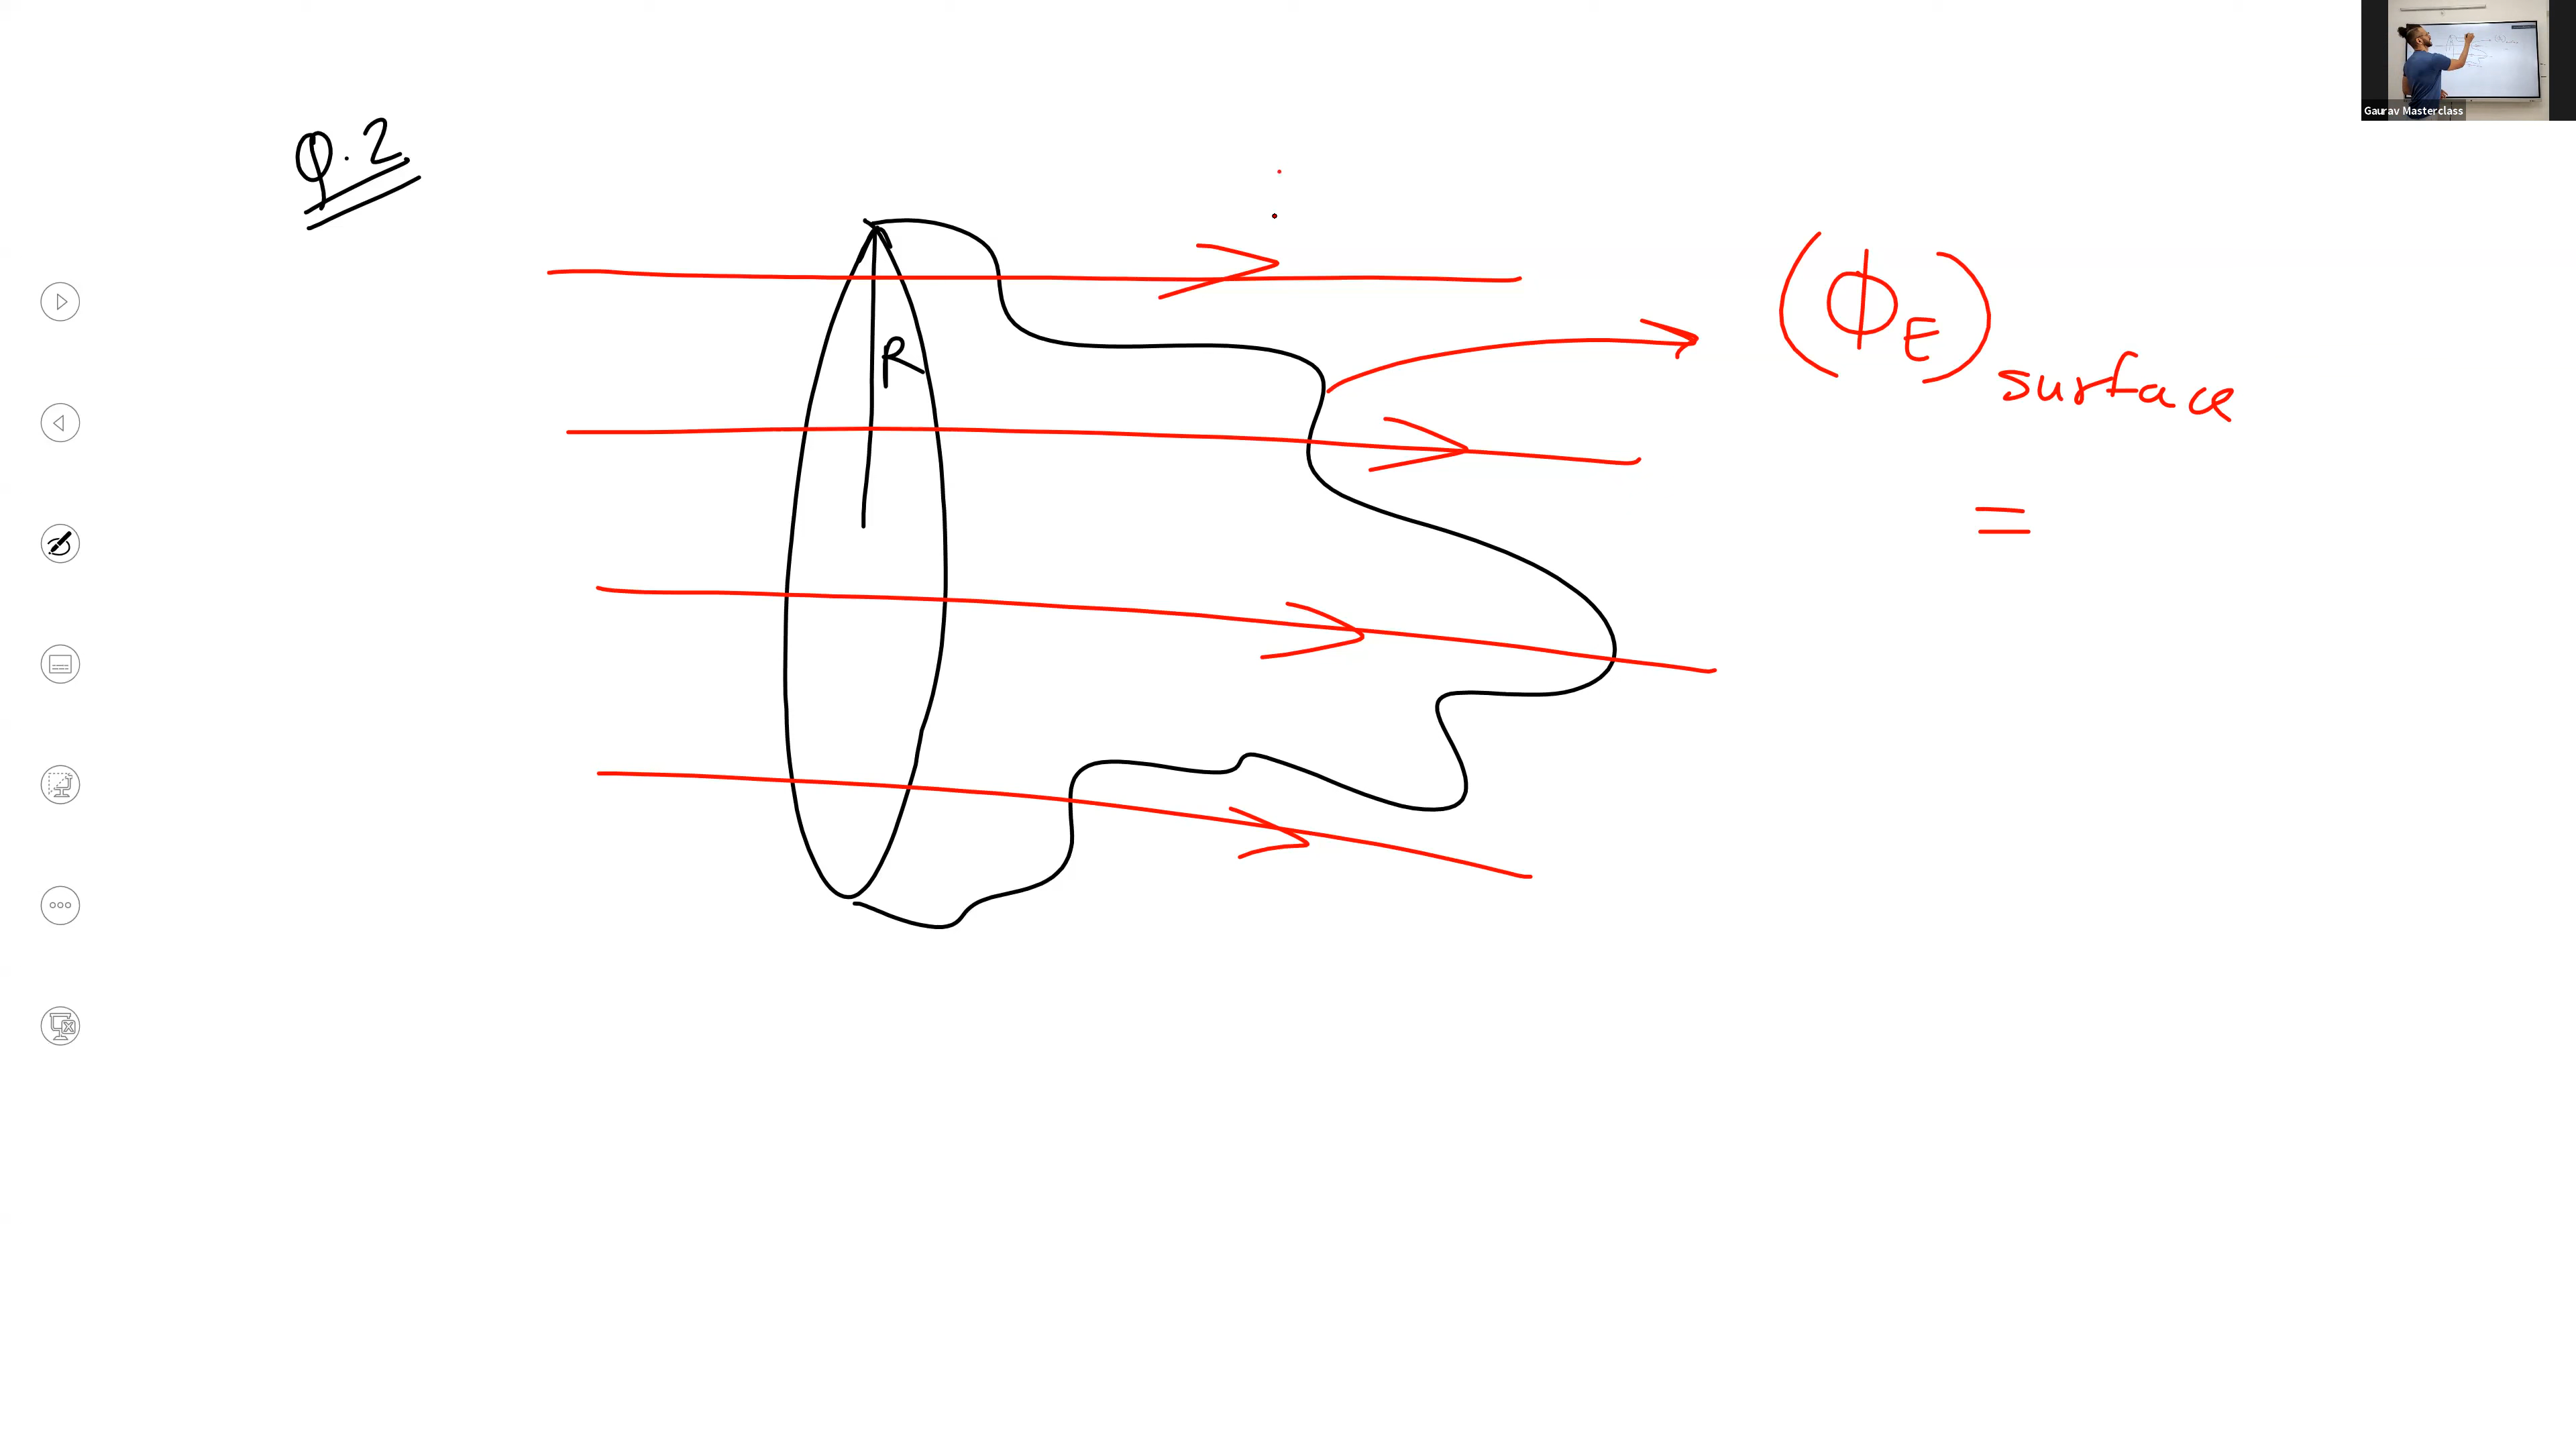 Q.2
Gaurav Masterclass
R
(ϕE)surface
=